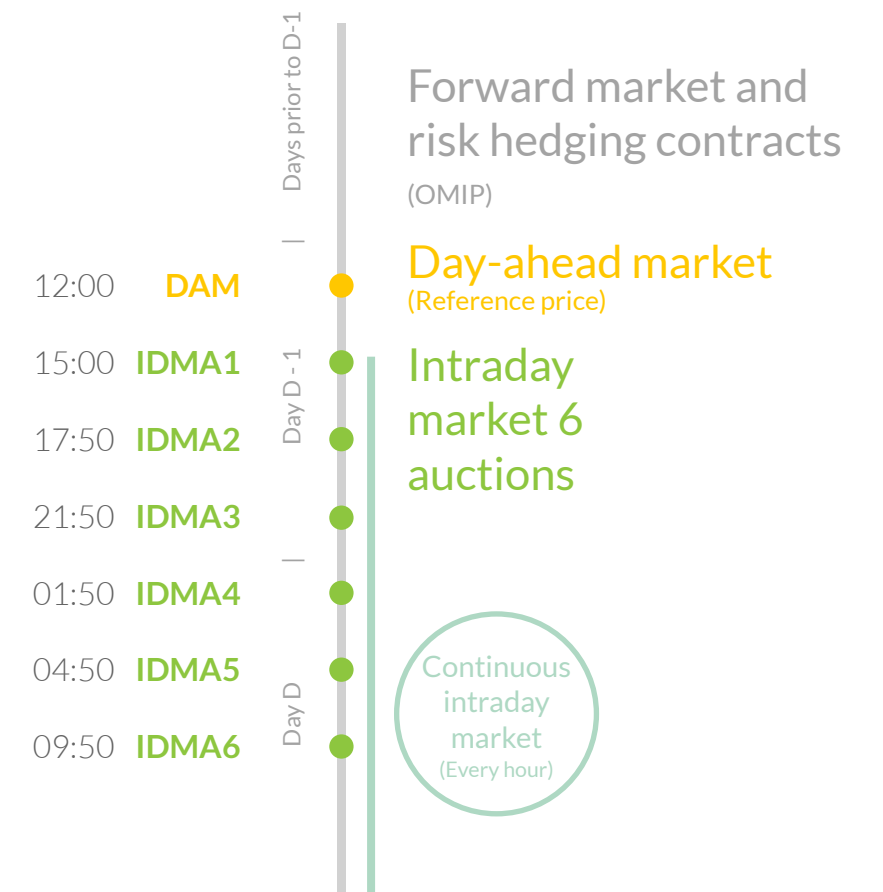 Days prior to D-1
Forward market and
risk hedging contracts
(OMIP)
12:00 DAM
Day-ahead market
(Reference price)
Day D - 1
15:00 IDMA1
17:50 IDMA2
21:50 IDMA3
Intraday
market 6
auctions
Day D
01:50 IDMA4
04:50 IDMA5
09:50 IDMA6
Continuous
intraday
market
(Every hour)